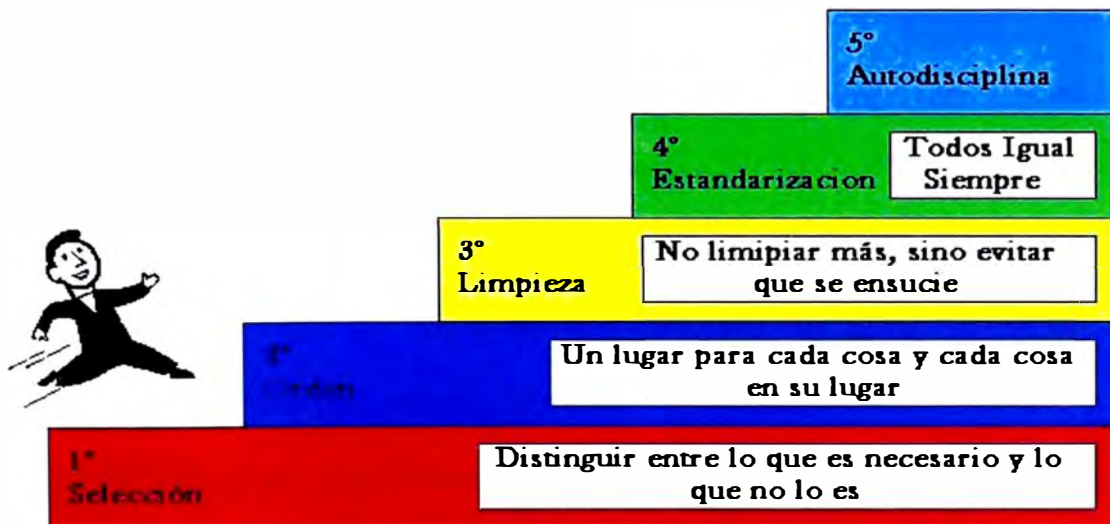 5°
Autodisciplina
4°
Estandarizacion
Todos Igual
Siempre
3°
Limpieza
No limipiar más, sino evitar
que se ensucie
2°
Orden
Un lugar para cada cosa y cada cosa
en su lugar
1°
Selección
Distinguir entre lo que es necesario y lo
que no lo es